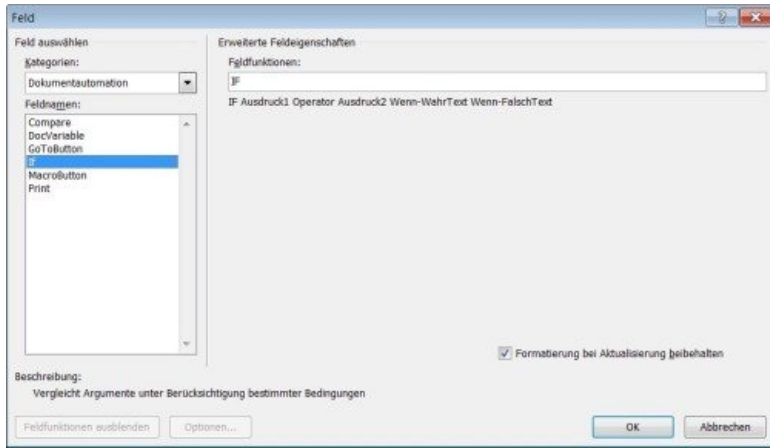 Feld
Feld auswählen
Kategorien:
Dokumentautomation
Feldnamen:
Compare
DocVariable
GoToButton
If
MacroButton
Print
Erweiterte Feldeigenschaften
Feldfunktionen:
IF
IF Ausdruck1 Operator Ausdruck2 Wenn-WahrText Wenn-FalschText
Formatierung bei Aktualisierung beibehalten
Beschreibung:
Vergleicht Argumente unter Berücksichtigung bestimmter Bedingungen
Feldfunktionen ausblenden
Optionen...
OK
Abbrechen